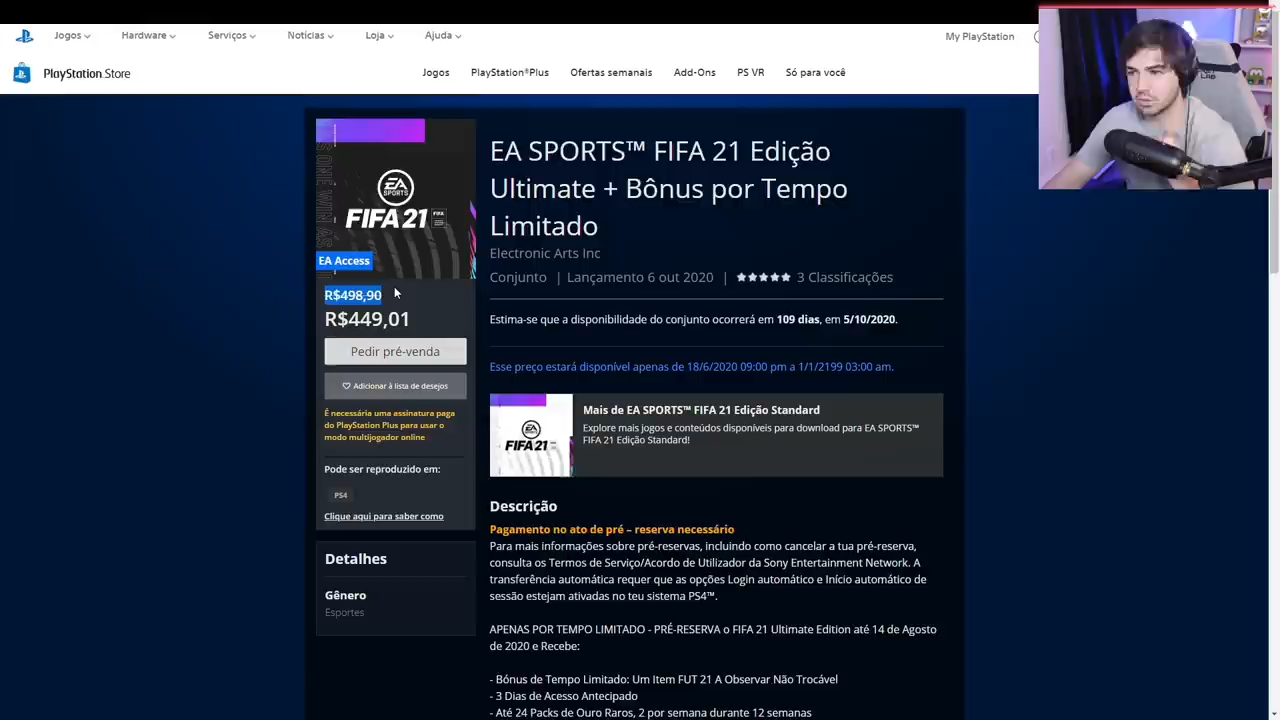 Jogos
Hardware
Serviços
Notícias
Loja
Ajuda
My PlayStation
PlayStation.Store
Jogos
PlayStation®Plus
Ofertas semanais
Add-Ons
PS VR
Só para você
EA SPORTS
FIFA 21
EA Access
R$498,90
R$449,01
Pedir pré-venda
Adicionar à lista de desejos
É necessária uma assinatura paga
do PlayStation Plus para usar o
modo multijogador online
Pode ser reproduzido em:
PS4
Clique aqui para saber como
Detalhes
Gênero
Esportes
EA SPORTS™ FIFA 21 Edição
Ultimate + Bônus por Tempo
Limitado
Electronic Arts Inc
Conjunto | Lançamento 6 out 2020 | ★★★★★ 3 Classificações
Estima-se que a disponibilidade do conjunto ocorrerá em 109 dias, em 5/10/2020.
Esse preço estará disponível apenas de 18/6/2020 09:00 pm a 1/1/2199 03:00 am.
EA SPORTS
FIFA 21
Mais de EA SPORTS™ FIFA 21 Edição Standard
Explore mais jogos e conteúdos disponíveis para download para EA SPORTS™
FIFA 21 Edição Standard!
Descrição
Pagamento no ato de pré – reserva necessário
Para mais informações sobre pré-reservas, incluindo como cancelar a tua pré-reserva,
consulta os Termos de Serviço/Acordo de Utilizador da Sony Entertainment Network. A
transferência automática requer que as opções Login automático e Início automático de
sessão estejam ativadas no teu sistema PS4™.
APENAS POR TEMPO LIMITADO - PRÉ-RESERVA o FIFA 21 Ultimate Edition até 14 de Agosto
de 2020 e Recebe:
- Bónus de Tempo Limitado: Um Item FUT 21 A Observar Não Trocável
- 3 Dias de Acesso Antecipado
- Até 24 Packs de Ouro Raros, 2 por semana durante 12 semanas